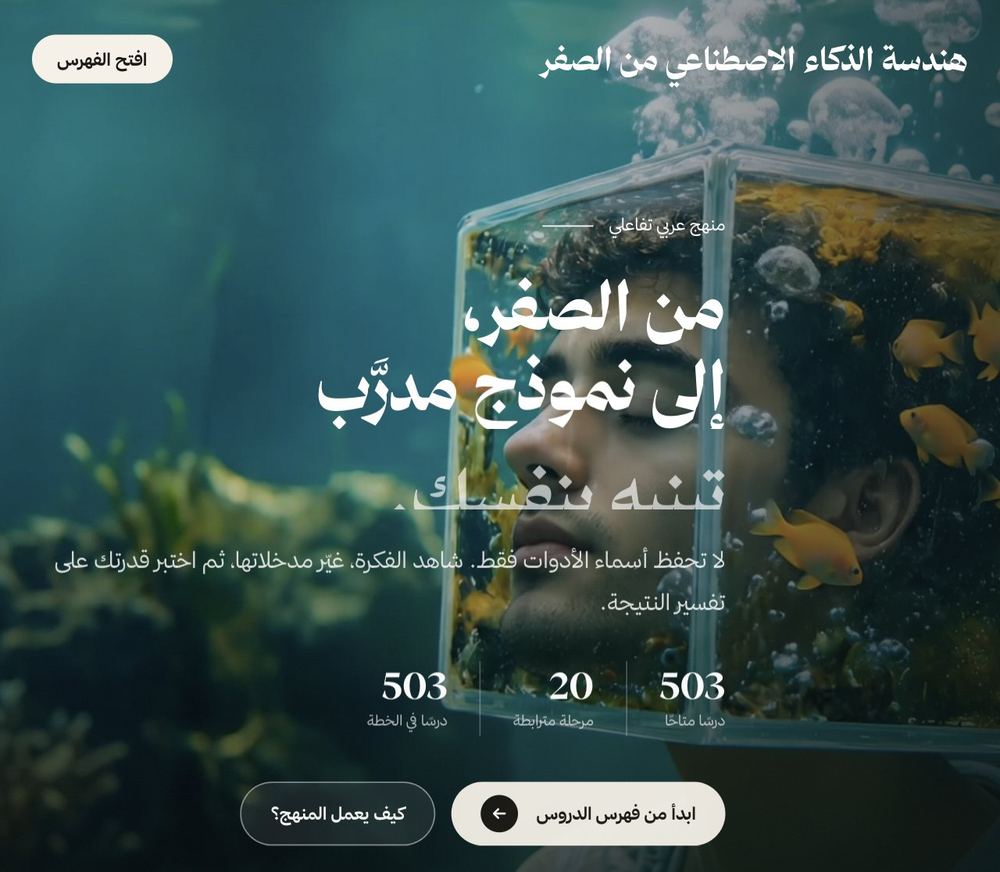 هندسة الذكاء الاصطناعي من الصفر
افتح الفهرس
منهج عربي تفاعلي
من الصفر،
إلى نموذج مدرَّب
تبنيه بنفسك.
لا تحفظ أسماء الأدوات فقط. شاهد الفكرة، غيّر مدخلاتها، ثم اختبر قدرتك على
تفسير النتيجة.
503
درسًا متاحًا
20
مرحلة مترابطة
503
درسًا في الخطة
ابدأ من فهرس الدروس
كيف يعمل المنهج؟